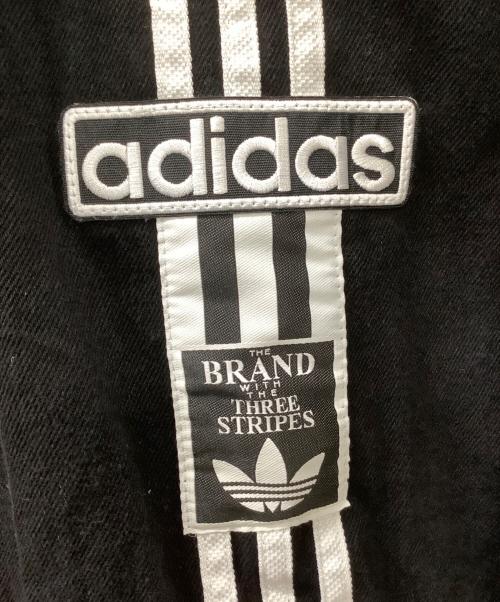 adidas
THE
BRAND
WITH
THE
THREE
STRIPES